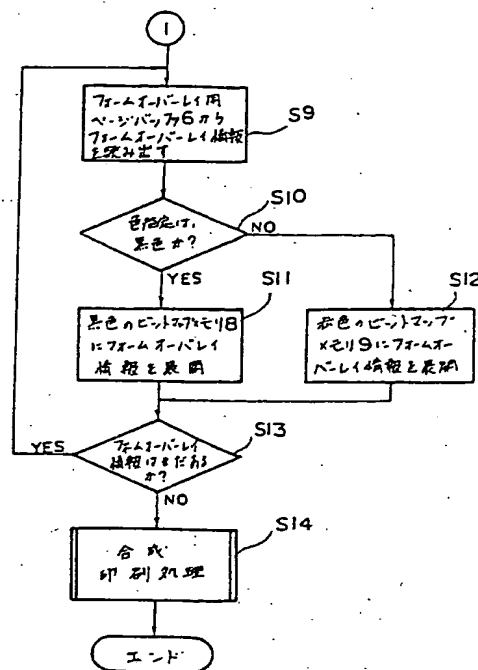 1
フォームオーバーレイ用
ページバッファ6から
フォームオーバーレイ情報
を読み出す
S9
色指定は、
黒色か？
S10
NO
YES
黒色のビットマップメモリ8
にフォームオーバーレイ
情報を展開
S11
赤色のビットマップ
メモリ9にフォームオー
バーレイ情報を展開
S12
フォームオーバーレイ
情報はまだある
か？
S13
YES
NO
合成
印刷処理
S14
エンド